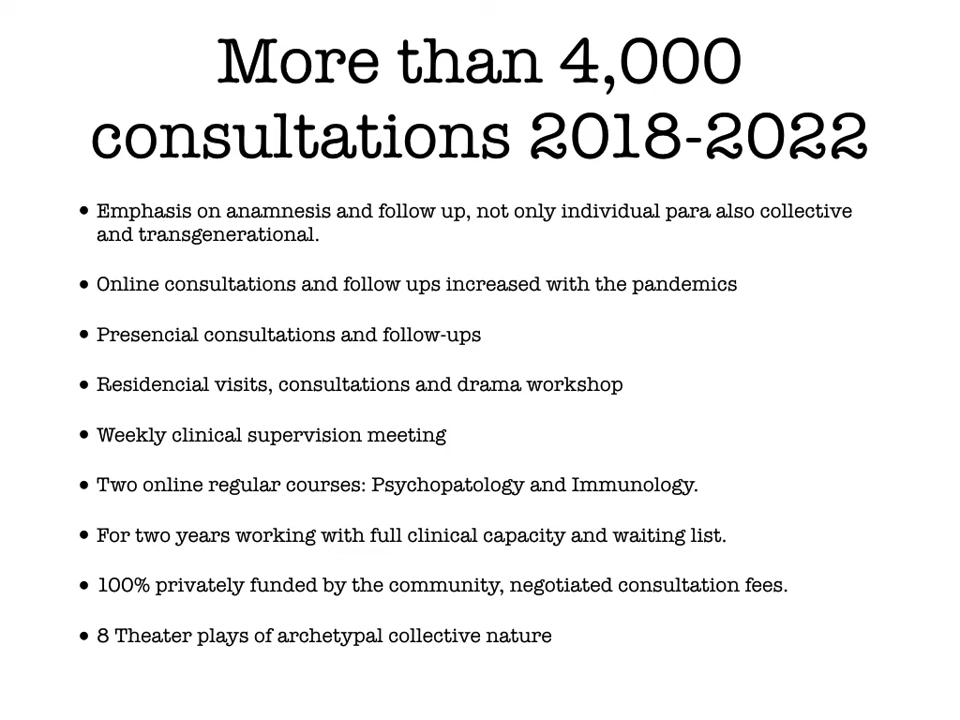 More than 4,000
consultations 2018-2022
• Emphasis on anamnesis and follow up, not only individual para also collective
and transgenerational.
• Online consultations and follow ups increased with the pandemics
• Presencial consultations and follow-ups
• Residencial visits, consultations and drama workshop
• Weekly clinical supervision meeting
• Two online regular courses: Psychopatology and Immunology.
• For two years working with full clinical capacity and waiting list.
• 100% privately funded by the community, negotiated consultation fees.
• 8 Theater plays of archetypal collective nature